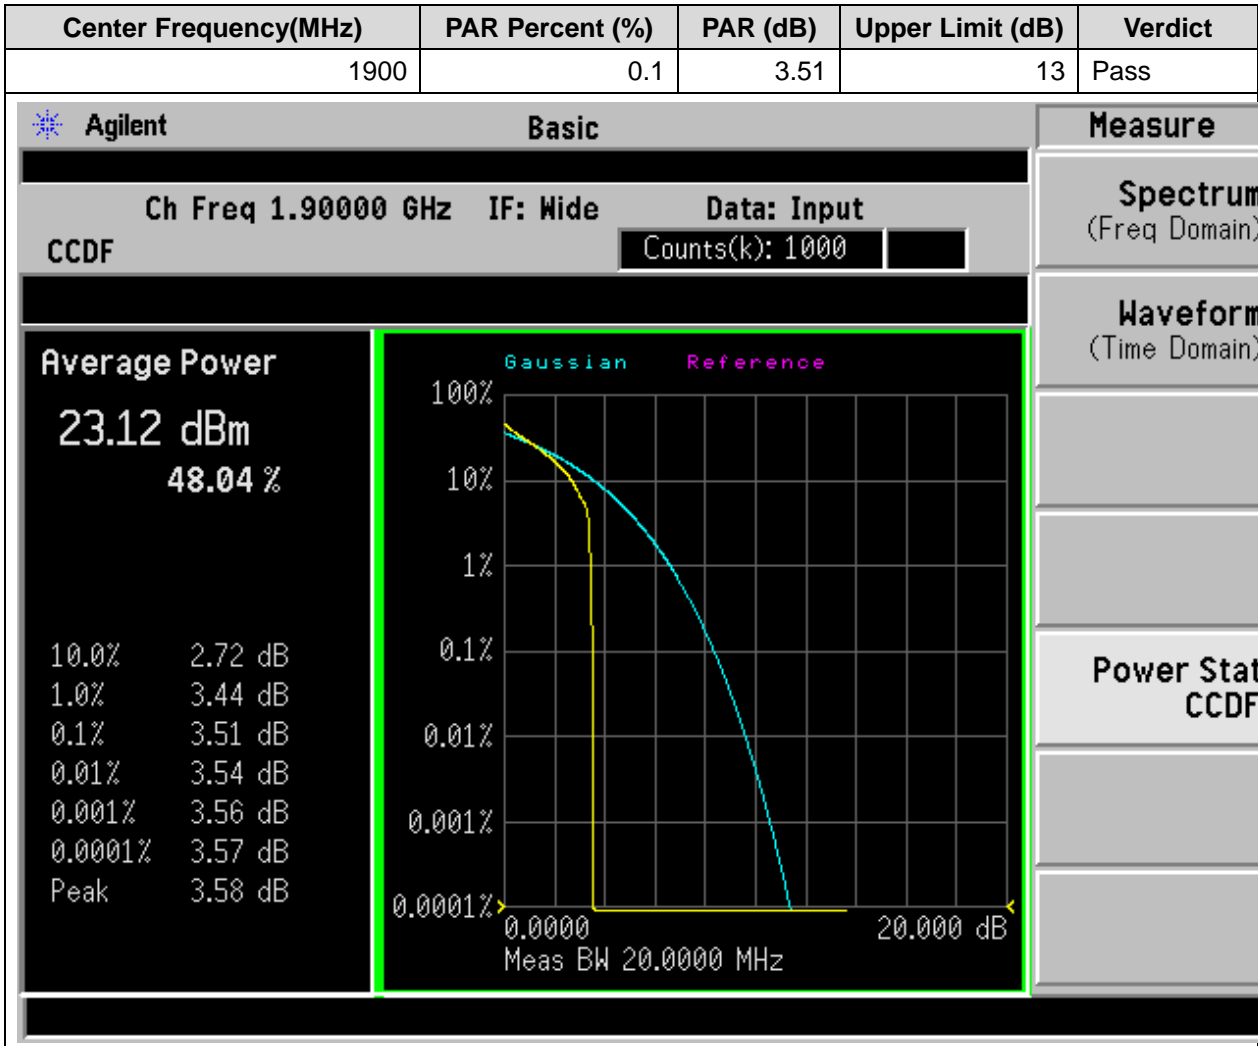 Center Frequency(MHz) PAR Percent (%) PAR (dB) Upper Limit (dB) Verdict
1900 0.1 3.51 13 Pass
Agilent Basic Measure
Ch Freq 1.90000 GHz IF: Wide Data: Input
CCDF Counts(k): 1000
Spectrum
(Freq Domain)
Waveform
(Time Domain)
Power Stat
CCDF
Average Power
23.12 dBm
48.04 %
10.0% 2.72 dB
1.0% 3.44 dB
0.1% 3.51 dB
0.01% 3.54 dB
0.001% 3.56 dB
0.0001% 3.57 dB
Peak 3.58 dB
Gaussian Reference
100%
10%
1%
0.1%
0.01%
0.001%
0.0001%
0.0000 20.000 dB
Meas BW 20.0000 MHz